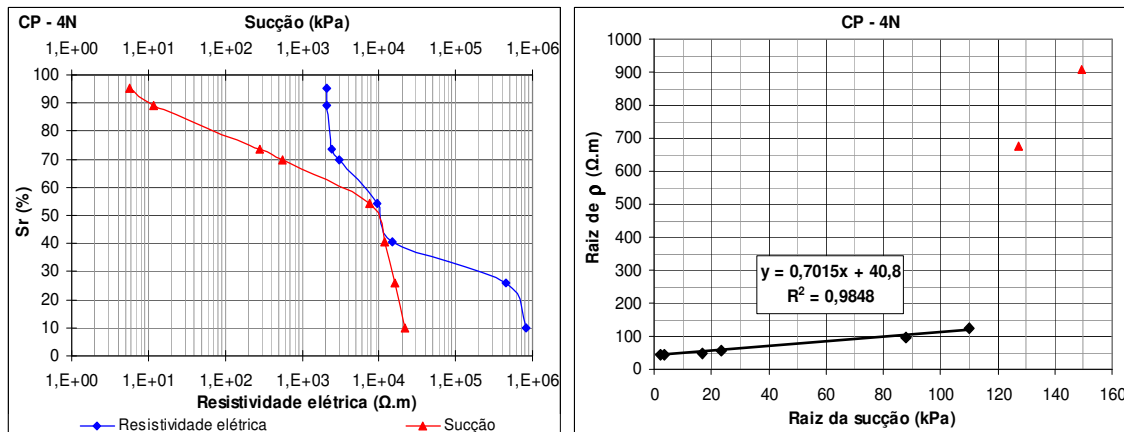 CP - 4N
Sucção (kPa)
1,E+00 1,E+01 1,E+02 1,E+03 1,E+04 1,E+05 1,E+06
100
90
80
70
60
50
40
30
20
10
0
Sr (%)
1,E+00 1,E+01 1,E+02 1,E+03 1,E+04 1,E+05 1,E+06
Resistividade elétrica (Ω.m)
Resistividade elétrica Sucção
CP - 4N
1000
900
800
700
600
500
400
300
200
100
0
Raiz de ρ (Ω.m)
y = 0,7015x + 40,8
R² = 0,9848
0 20 40 60 80 100 120 140 160
Raiz da sucção (kPa)